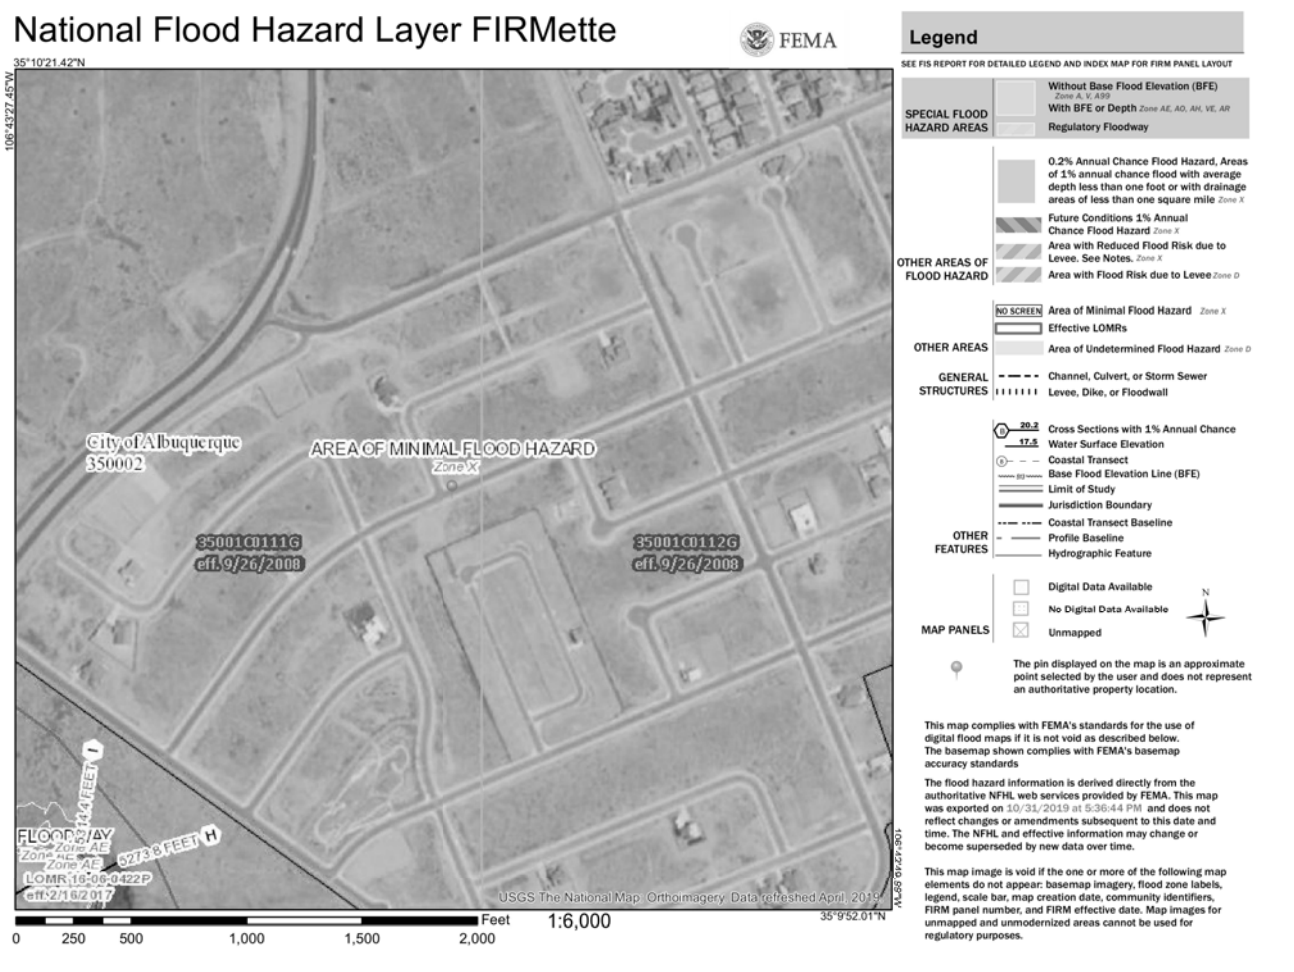 National Flood Hazard Layer FIRMette
FEMA
35°10'21.42"N
106°43'27.45"W
City of Albuquerque
350002
AREA OF MINIMAL FLOOD HAZARD
Zone X
35001C0111G
eff. 9/26/2008
35001C0112G
eff. 9/26/2008
FLOODWAY
Zone AE
Zone AE
Zone AE
5314.4 FEET
I
5273.8 FEET
H
LOMR 16-06-0422P
eff. 2/16/2017
USGS The National Map: Orthoimagery. Data refreshed April, 2019.
106°42'49.99"W
35°9'52.01"N
Feet
1:6,000
0 250 500 1,000 1,500 2,000
Legend
SEE FIS REPORT FOR DETAILED LEGEND AND INDEX MAP FOR FIRM PANEL LAYOUT
SPECIAL FLOOD
HAZARD AREAS
Without Base Flood Elevation (BFE)
Zone A, V, A99
With BFE or Depth Zone AE, AO, AH, VE, AR
Regulatory Floodway
OTHER AREAS OF
FLOOD HAZARD
0.2% Annual Chance Flood Hazard, Areas
of 1% annual chance flood with average
depth less than one foot or with drainage
areas of less than one square mile Zone X
Future Conditions 1% Annual
Chance Flood Hazard Zone X
Area with Reduced Flood Risk due to
Levee. See Notes. Zone X
Area with Flood Risk due to Levee Zone D
OTHER AREAS
NO SCREEN Area of Minimal Flood Hazard Zone X
Effective LOMRs
Area of Undetermined Flood Hazard Zone D
GENERAL
STRUCTURES
Channel, Culvert, or Storm Sewer
Levee, Dike, or Floodwall
OTHER
FEATURES
B 20.2 Cross Sections with 1% Annual Chance
17.5 Water Surface Elevation
8 Coastal Transect
Base Flood Elevation Line (BFE)
Limit of Study
Jurisdiction Boundary
Coastal Transect Baseline
Profile Baseline
Hydrographic Feature
MAP PANELS
Digital Data Available
No Digital Data Available
Unmapped
N
The pin displayed on the map is an approximate
point selected by the user and does not represent
an authoritative property location.
This map complies with FEMA's standards for the use of
digital flood maps if it is not void as described below.
The basemap shown complies with FEMA's basemap
accuracy standards
The flood hazard information is derived directly from the
authoritative NFHL web services provided by FEMA. This map
was exported on 10/31/2019 at 5:36:44 PM and does not
reflect changes or amendments subsequent to this date and
time. The NFHL and effective information may change or
become superseded by new data over time.
This map image is void if the one or more of the following map
elements do not appear: basemap imagery, flood zone labels,
legend, scale bar, map creation date, community identifiers,
FIRM panel number, and FIRM effective date. Map images for
unmapped and unmodernized areas cannot be used for
regulatory purposes.